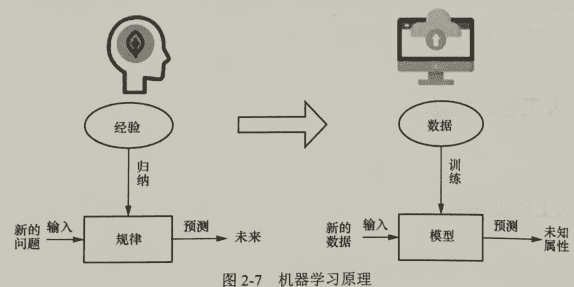 经验
数据
归纳
训练
新的问题
输入
规律
预测
未来
新的数据
输入
模型
预测
未知属性
图 2-7 机器学习原理